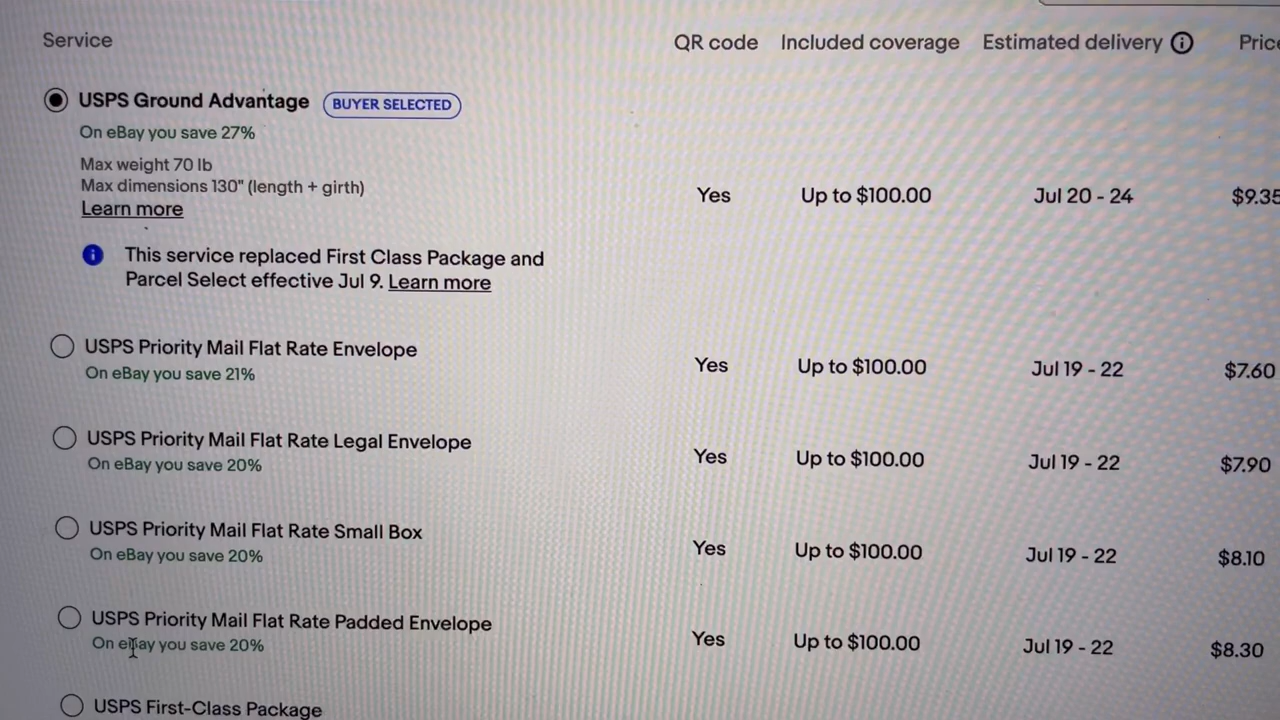 Service QR code Included coverage Estimated delivery
USPS Ground Advantage BUYER SELECTED
On eBay you save 27%
Max weight 70 lb
Max dimensions 130" (length + girth)
Learn more
Yes Up to $100.00 Jul 20 - 24 $9.35
This service replaced First Class Package and
Parcel Select effective Jul 9. Learn more
USPS Priority Mail Flat Rate Envelope
On eBay you save 21%
Yes Up to $100.00 Jul 19 - 22 $7.60
USPS Priority Mail Flat Rate Legal Envelope
On eBay you save 20%
Yes Up to $100.00 Jul 19 - 22 $7.90
USPS Priority Mail Flat Rate Small Box
On eBay you save 20%
Yes Up to $100.00 Jul 19 - 22 $8.10
USPS Priority Mail Flat Rate Padded Envelope
On eBay you save 20%
Yes Up to $100.00 Jul 19 - 22 $8.30
USPS First-Class Package